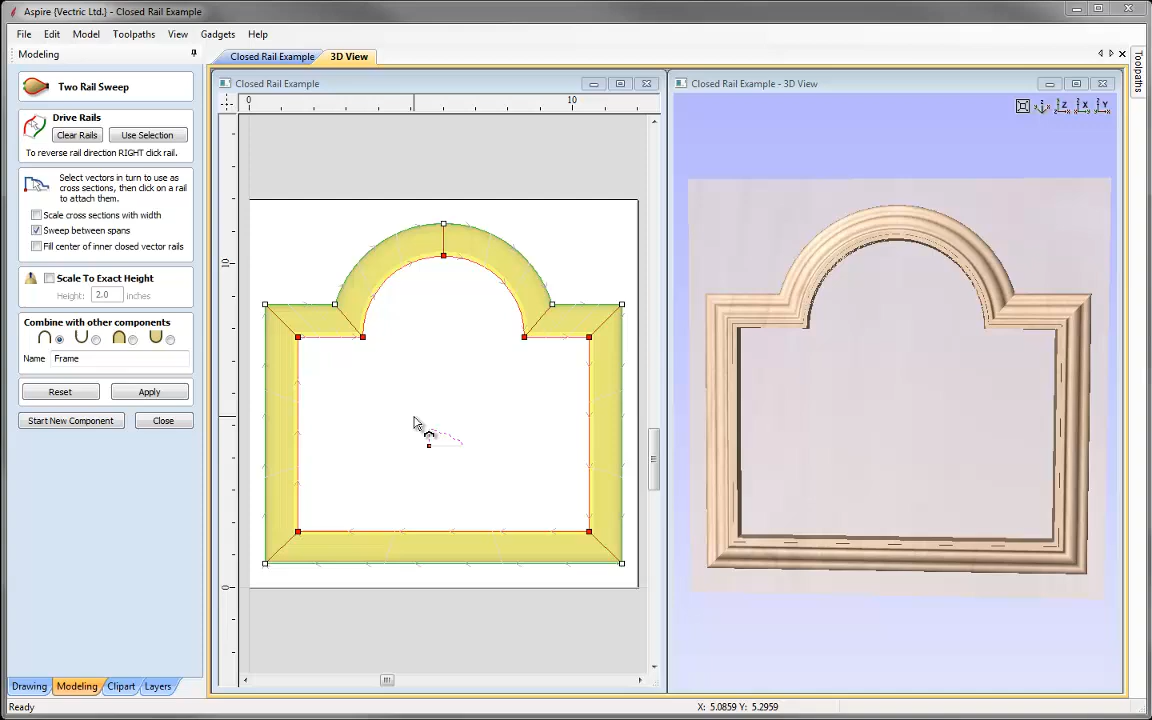 Aspire {Vectric Ltd.} - Closed Rail Example
File Edit Model Toolpaths View Gadgets Help
Modeling
Two Rail Sweep
Drive Rails
Clear Rails Use Selection
To reverse rail direction RIGHT click rail.
Select vectors in turn to use as
cross sections, then click on a rail
to attach them.
Scale cross sections with width
Sweep between spans
Fill center of inner closed vector rails
Scale To Exact Height
Height: 2.0 inches
Combine with other components
Name Frame
Reset Apply
Start New Component Close
Drawing Modeling Clipart Layers
Ready
Closed Rail Example 3D View
Closed Rail Example
0 10
10
0
Closed Rail Example - 3D View
Z X Y
Toolpaths
X: 5.0859 Y: 5.2959